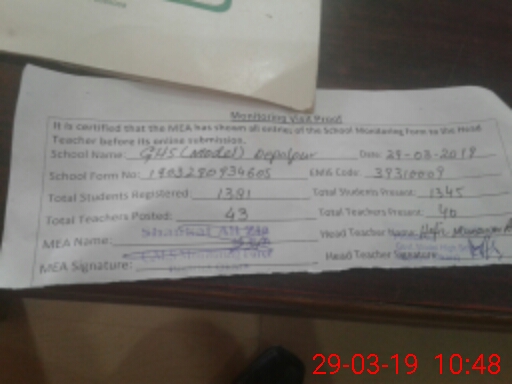 Monitoring Visit Proof
It is certified that the MEA has shown all entries of the School Monitoring Form to the Head
Teacher before its online submission.
School Name: GHS (Model) Depalpur Date: 29-03-2019
School Form No: EMIS Code: 39310009
Total Students Registered: 1391 Total Students Present: 1345
Total Teachers Posted: 43 Total Teachers Present: 40
MEA Name: Head Teacher Name: Hafiz
MEA Signature: Head Teacher Signature:
29-03-19 10:48